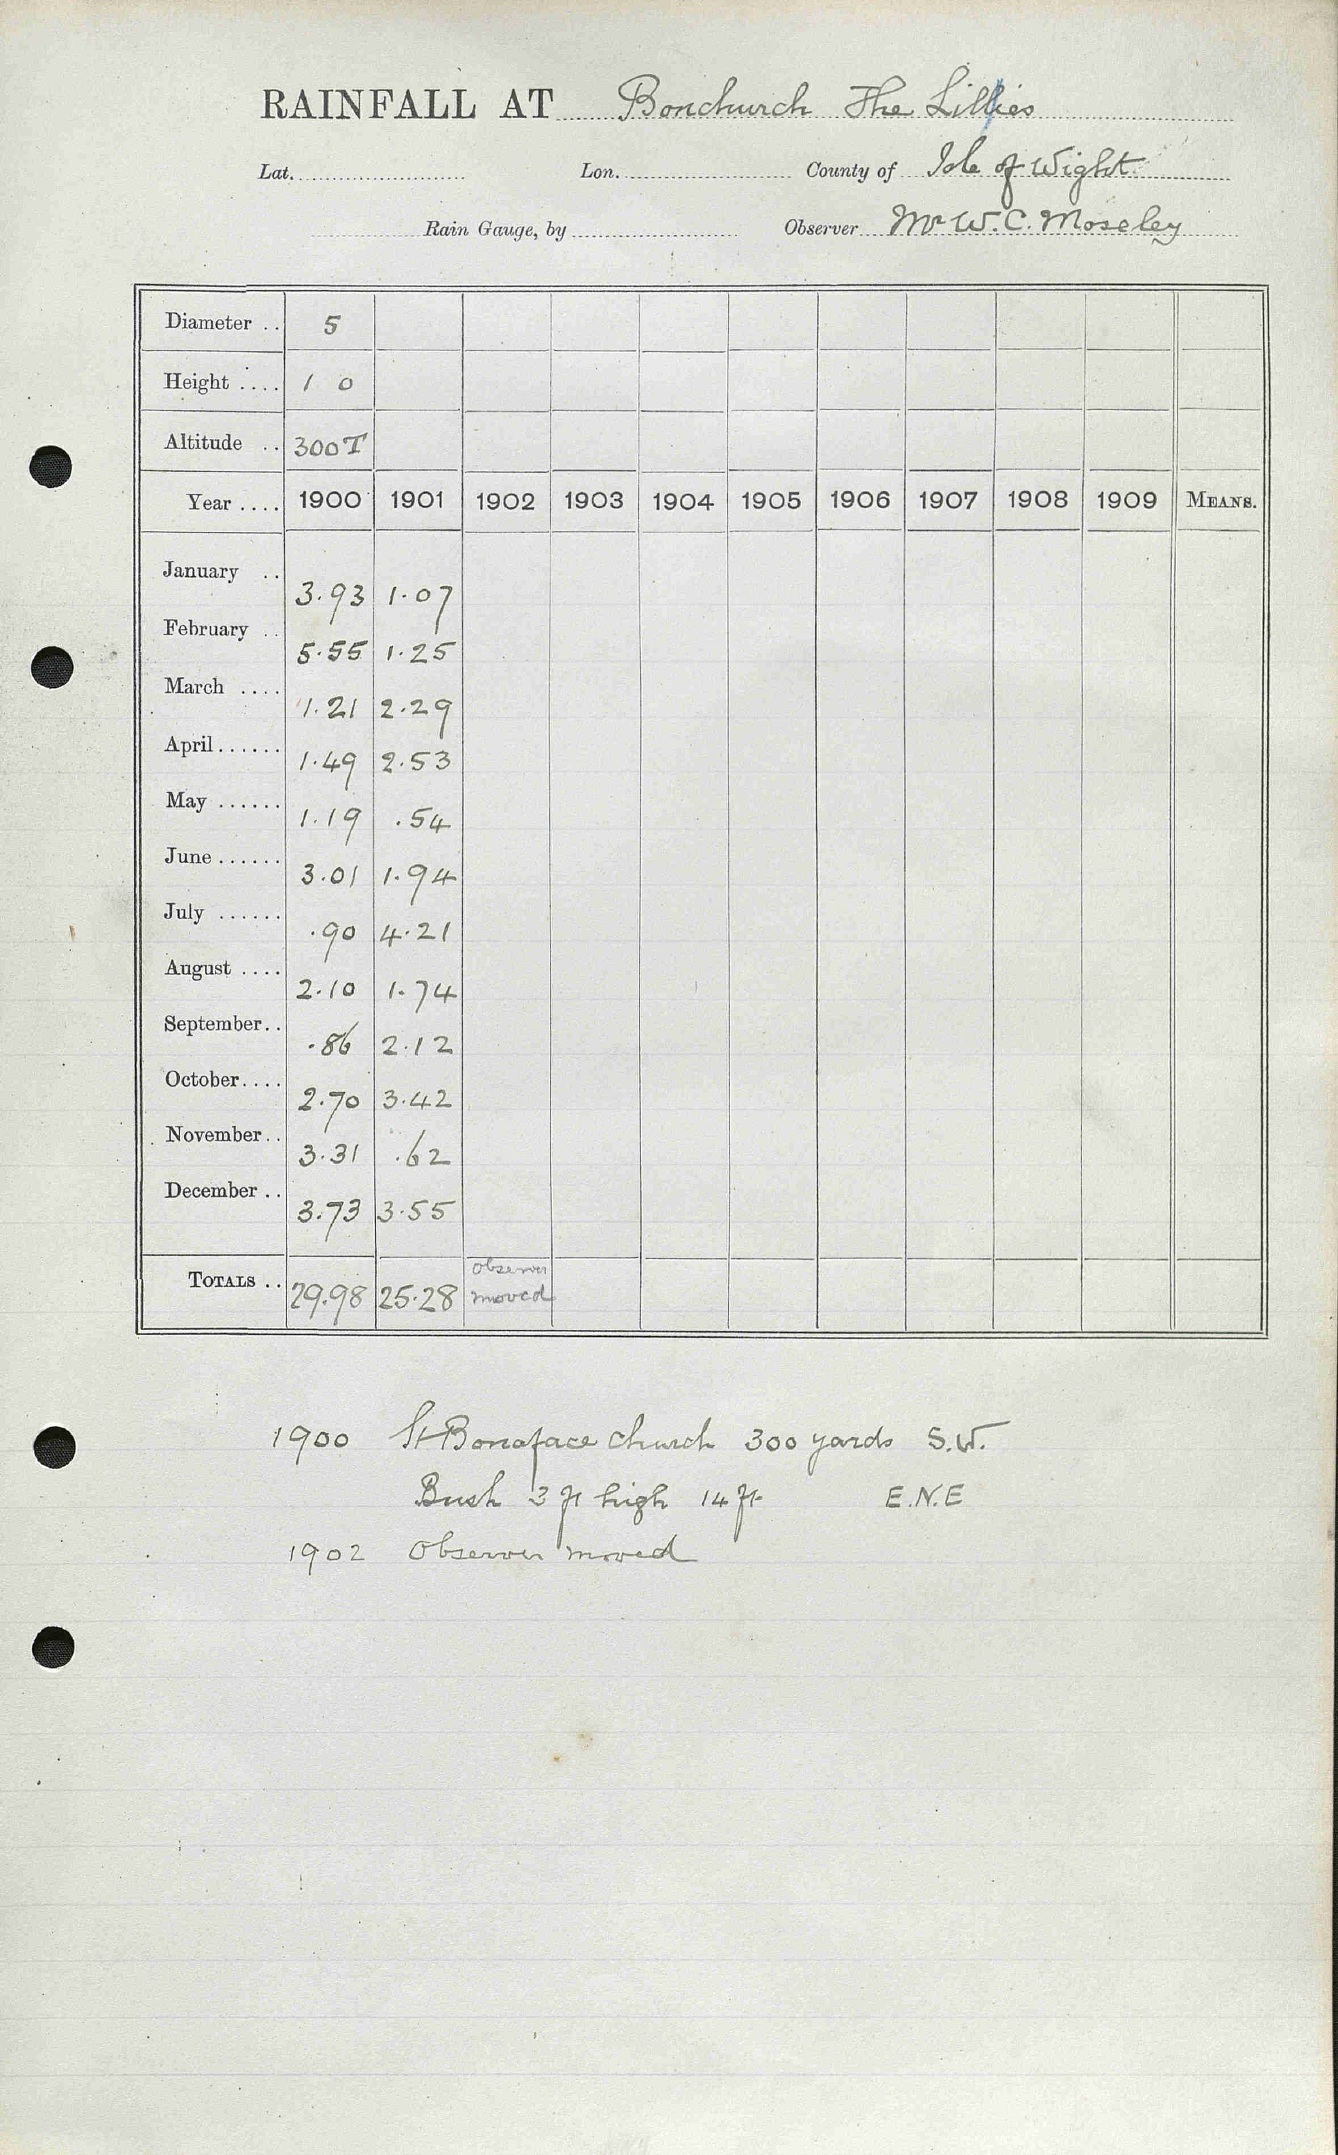 RAINFALL AT Bonchurch The Lillies
Lat. Lon. County of Isle of Wight
Rain Gauge, by Observer Mr W. C. Moseley
Diameter .. 5
Height .... 1 0
Altitude .. 300T
Year .... 1900 1901 1902 1903 1904 1905 1906 1907 1908 1909 MEANS.
January .. 3.93 1.07
February .. 5.55 1.25
March .... 1.21 2.29
April ...... 1.49 2.53
May ...... 1.19 .54
June ...... 3.01 1.94
July ...... .90 4.21
August .... 2.10 1.74
September .. .86 2.12
October .... 2.70 3.42
November .. 3.31 .62
December .. 3.73 3.55
TOTALS .. 29.98 25.28 Observer moved
1900 St Bonaface church 300 yards S.W.
Bush 3 ft high 14 ft E.N.E
1902 Observer moved